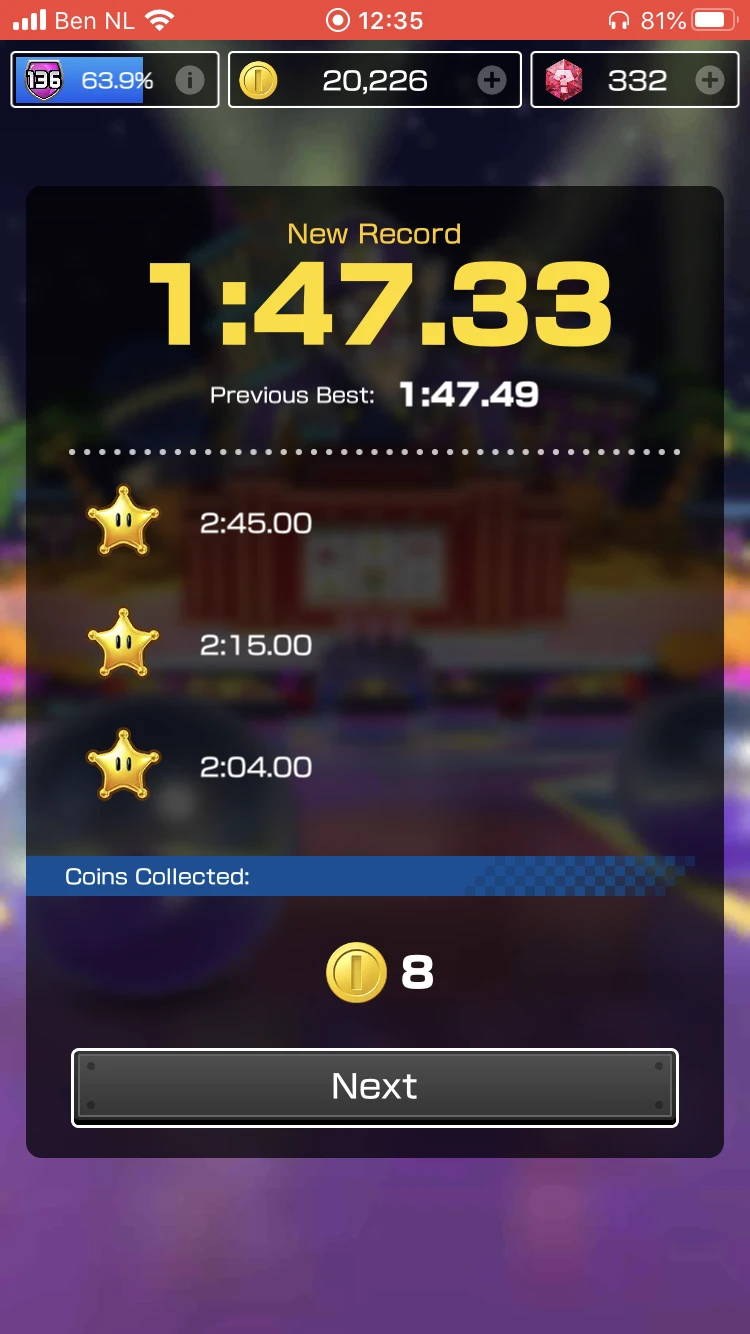 Ben NL 12:35 81%
136 63.9% i 20,226 + 332 +
New Record
1:47.33
Previous Best: 1:47.49
2:45.00
2:15.00
2:04.00
Coins Collected:
8
Next